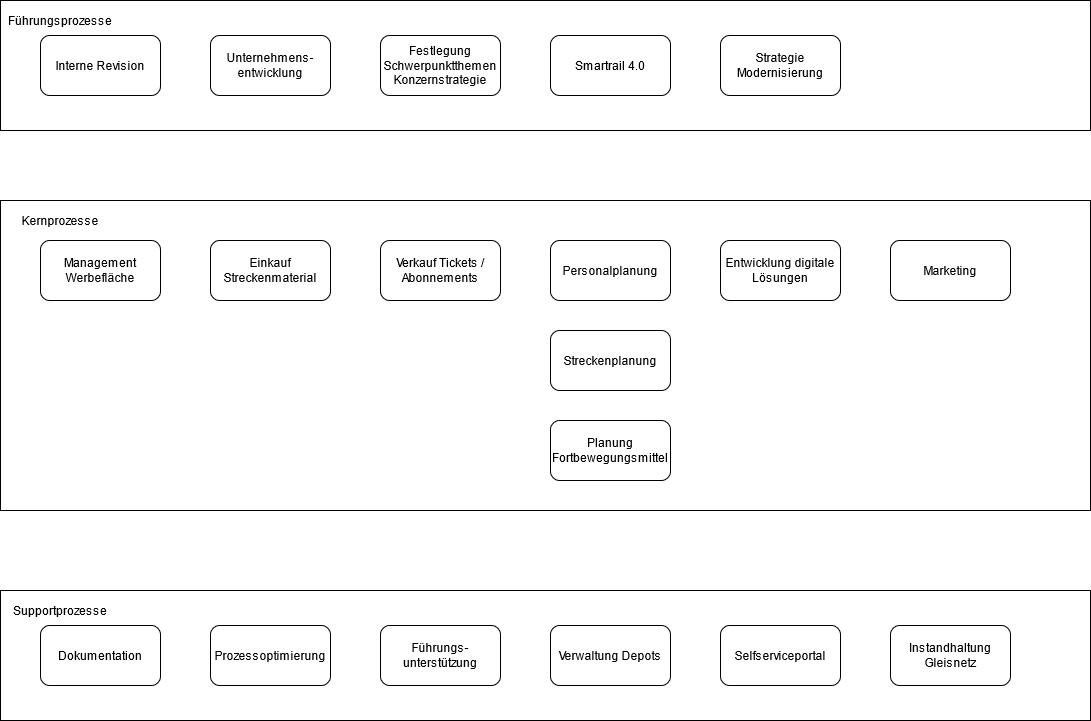 Führungsprozesse
Interne Revision
Unternehmens-
entwicklung
Festlegung
Schwerpunktthemen
Konzernstrategie
Smartrail 4.0
Strategie
Modernisierung
Kernprozesse
Management
Werbefläche
Einkauf
Streckenmaterial
Verkauf Tickets /
Abonnements
Personalplanung
Entwicklung digitale
Lösungen
Marketing
Streckenplanung
Planung
Fortbewegungsmittel
Supportprozesse
Dokumentation
Prozessoptimierung
Führungs-
unterstützung
Verwaltung Depots
Selfserviceportal
Instandhaltung
Gleisnetz